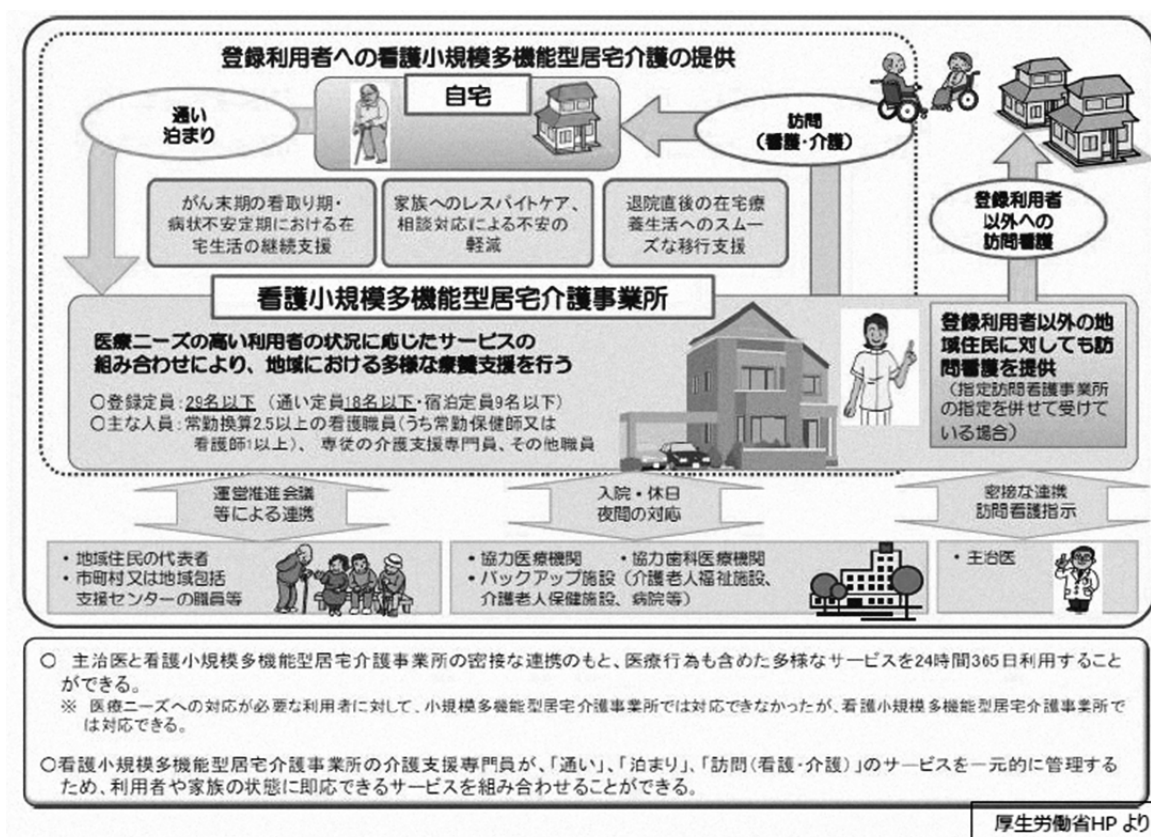 登録利用者への看護小規模多機能型居宅介護の提供
自宅
通い
泊まり
訪問
(看護・介護)
がん末期の看取り期・
病状不安定期における在
宅生活の継続支援
家族へのレスパイトケア、
相談対応による不安の
軽減
退院直後の在宅療
養生活へのスムー
ズな移行支援
登録利用者
以外への
訪問看護
看護小規模多機能型居宅介護事業所
医療ニーズの高い利用者の状況に応じたサービスの
組み合わせにより、地域における多様な療養支援を行う
○登録定員:29名以下 (通い定員18名以下・宿泊定員9名以下)
○主な人員:常勤換算2.5以上の看護職員(うち常勤保健師又は
看護師1以上)、専従の介護支援専門員、その他職員
登録利用者以外の地
域住民に対しても訪
問看護を提供
(指定訪問看護事業所
の指定を併せて受けて
いる場合)
運営推進会議
等による連携
入院・休日
夜間の対応
密接な連携
訪問看護指示
・地域住民の代表者
・市町村又は地域包括
支援センターの職員等
・協力医療機関 ・協力歯科医療機関
・バックアップ施設(介護老人福祉施設、
介護老人保健施設、病院等)
・主治医
○ 主治医と看護小規模多機能型居宅介護事業所の密接な連携のもと、医療行為も含めた多様なサービスを24時間365日利用すること
ができる。
※ 医療ニーズへの対応が必要な利用者に対して、小規模多機能型居宅介護事業所では対応できなかったが、看護小規模多機能型居宅介護事業所で
は対応できる。
○看護小規模多機能型居宅介護事業所の介護支援専門員が、「通い」、「泊まり」、「訪問(看護・介護)」のサービスを一元的に管理する
ため、利用者や家族の状態に即応できるサービスを組み合わせることができる。
厚生労働省HPより